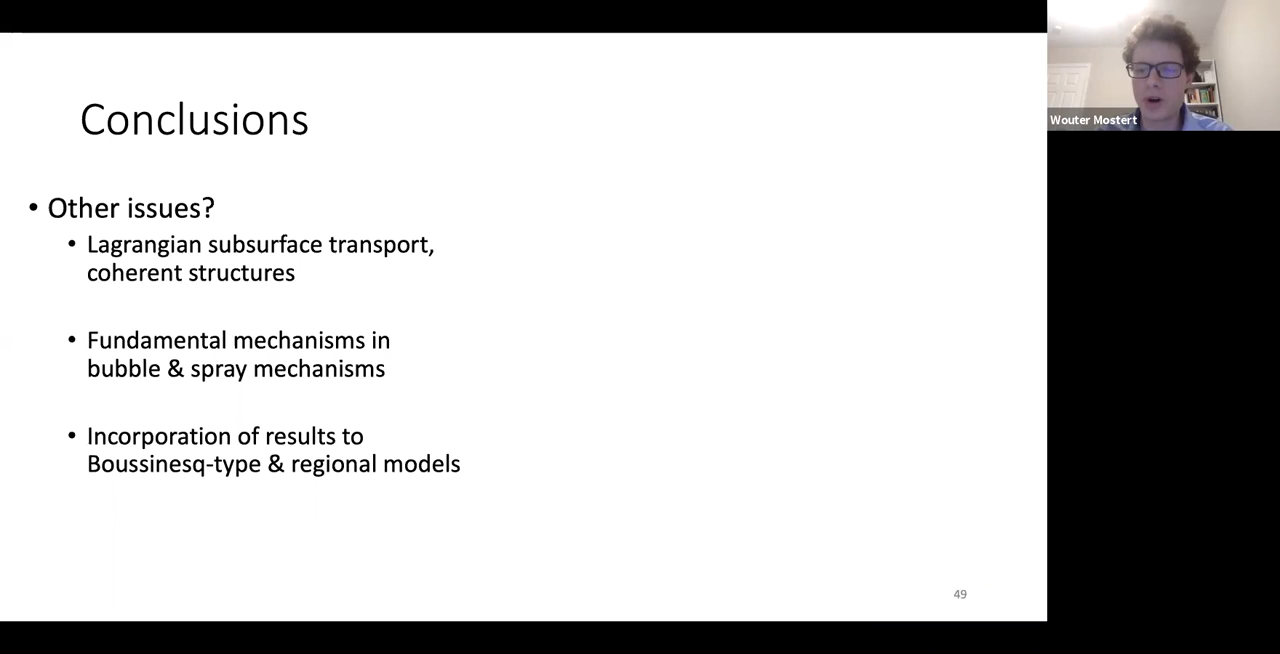 Conclusions
• Other issues?
• Lagrangian subsurface transport,
coherent structures
• Fundamental mechanisms in
bubble & spray mechanisms
• Incorporation of results to
Boussinesq-type & regional models
49
Wouter Mostert